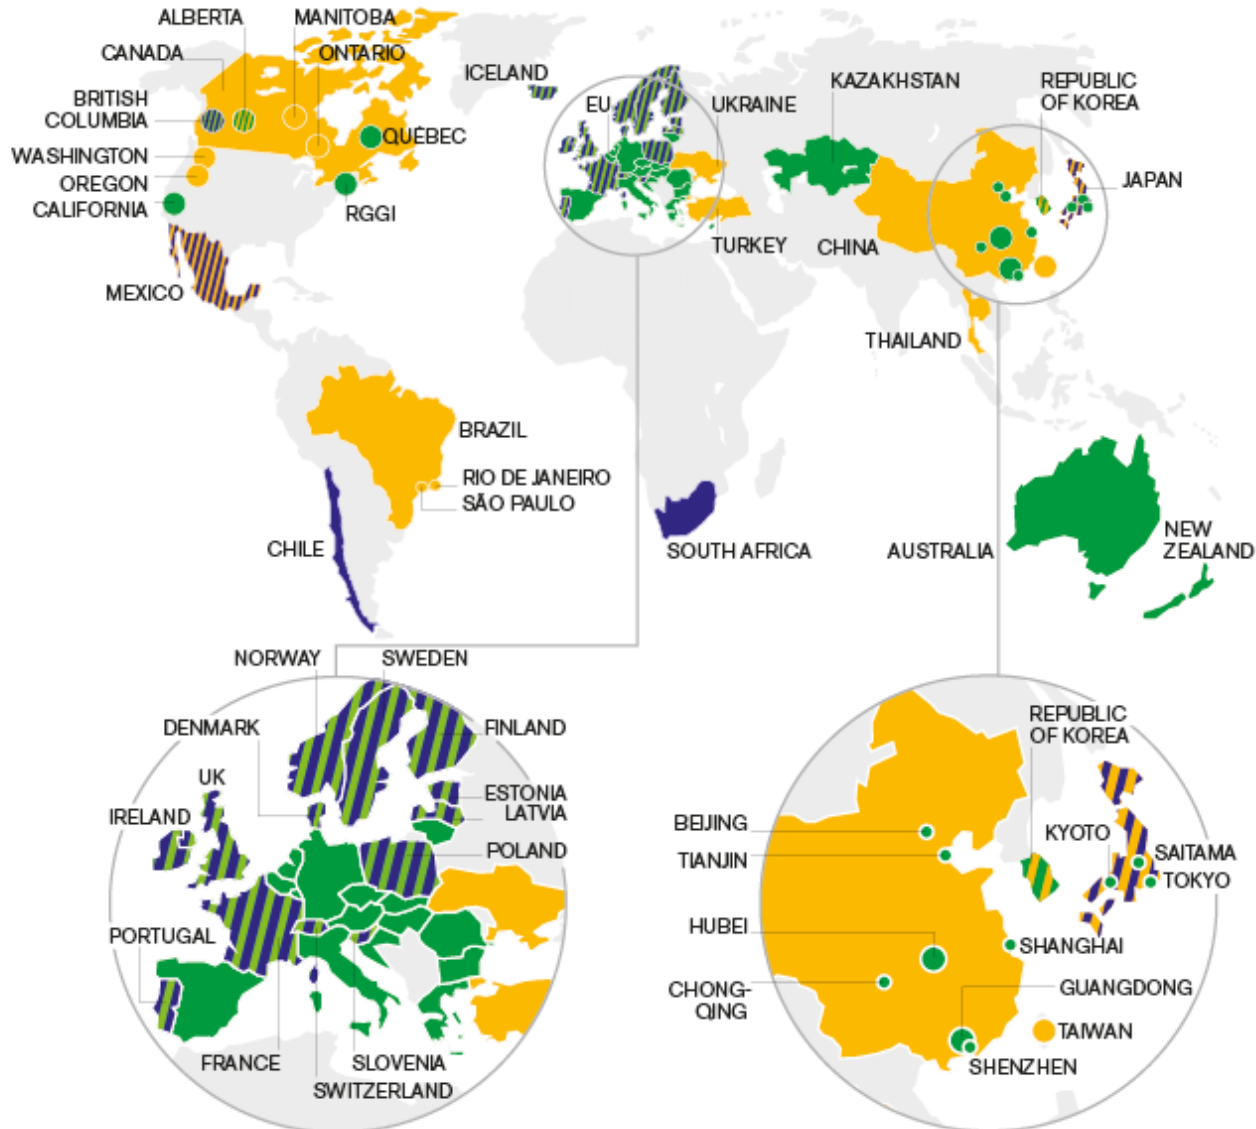 ALBERTA
MANITOBA
CANADA
ONTARIO
BRITISH
COLUMBIA
QUÉBEC
WASHINGTON
OREGON
CALIFORNIA
RGGI
MEXICO
ICELAND
EU
UKRAINE
KAZAKHSTAN
REPUBLIC
OF KOREA
JAPAN
TURKEY
CHINA
THAILAND
BRAZIL
RIO DE JANEIRO
SÃO PAULO
CHILE
SOUTH AFRICA
AUSTRALIA
NEW
ZEALAND
NORWAY
SWEDEN
DENMARK
FINLAND
UK
IRELAND
ESTONIA
LATVIA
POLAND
PORTUGAL
FRANCE
SLOVENIA
SWITZERLAND
REPUBLIC
OF KOREA
BEIJING
TIANJIN
KYOTO
SAITAMA
TOKYO
HUBEI
SHANGHAI
CHONG-
QING
GUANGDONG
TAIWAN
SHENZHEN